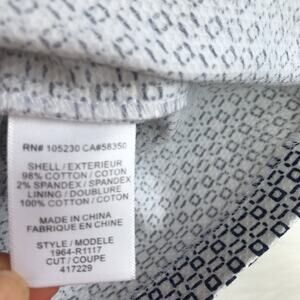 RN# 105230 CA#58350
SHELL / EXTERIEUR
98% COTTON / COTON
2% SPANDEX / SPANDEX
LINING / DOUBLURE
100% COTTON / COTON
MADE IN CHINA
FABRIQUE EN CHINE
STYLE / MODELE
1964-R1117
CUT / COUPE
417229